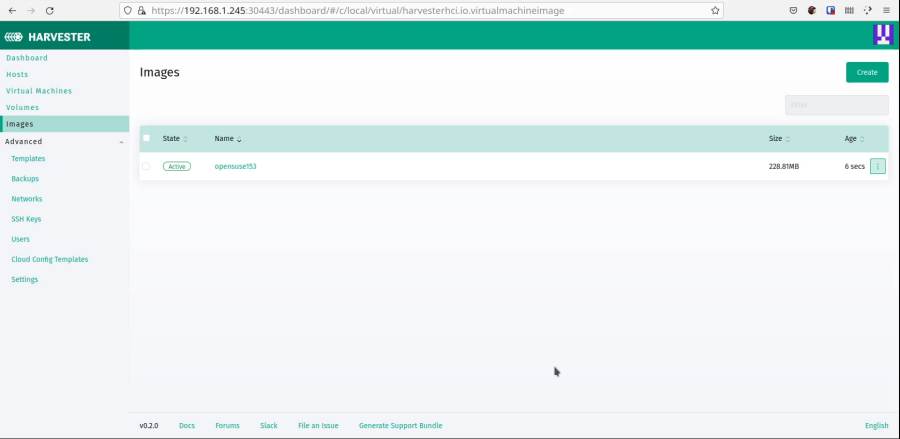 https://192.168.1.245:30443/dashboard/#/c/local/virtual/harvesterhci.io.virtualmachineimage
HARVESTER
Dashboard
Hosts
Virtual Machines
Volumes
Images
Advanced
Templates
Backups
Networks
SSH Keys
Users
Cloud Config Templates
Settings
Images
Create
Filter
State Name Size Age
Active opensuse153 228.81MB 6 secs
v0.2.0 Docs Forums Slack File an Issue Generate Support Bundle English